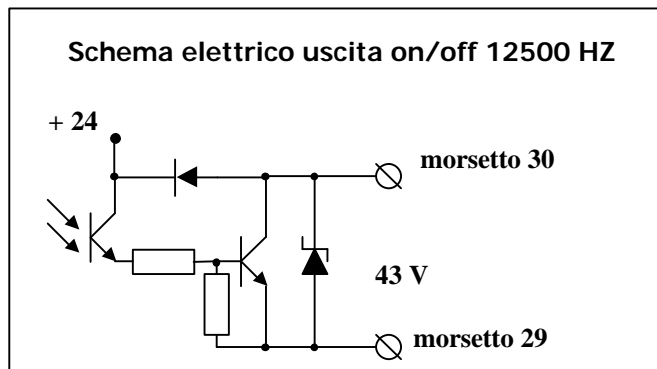 Schema elettrico uscita on/off 12500 HZ
+ 24
morsetto 30
43 V
morsetto 29